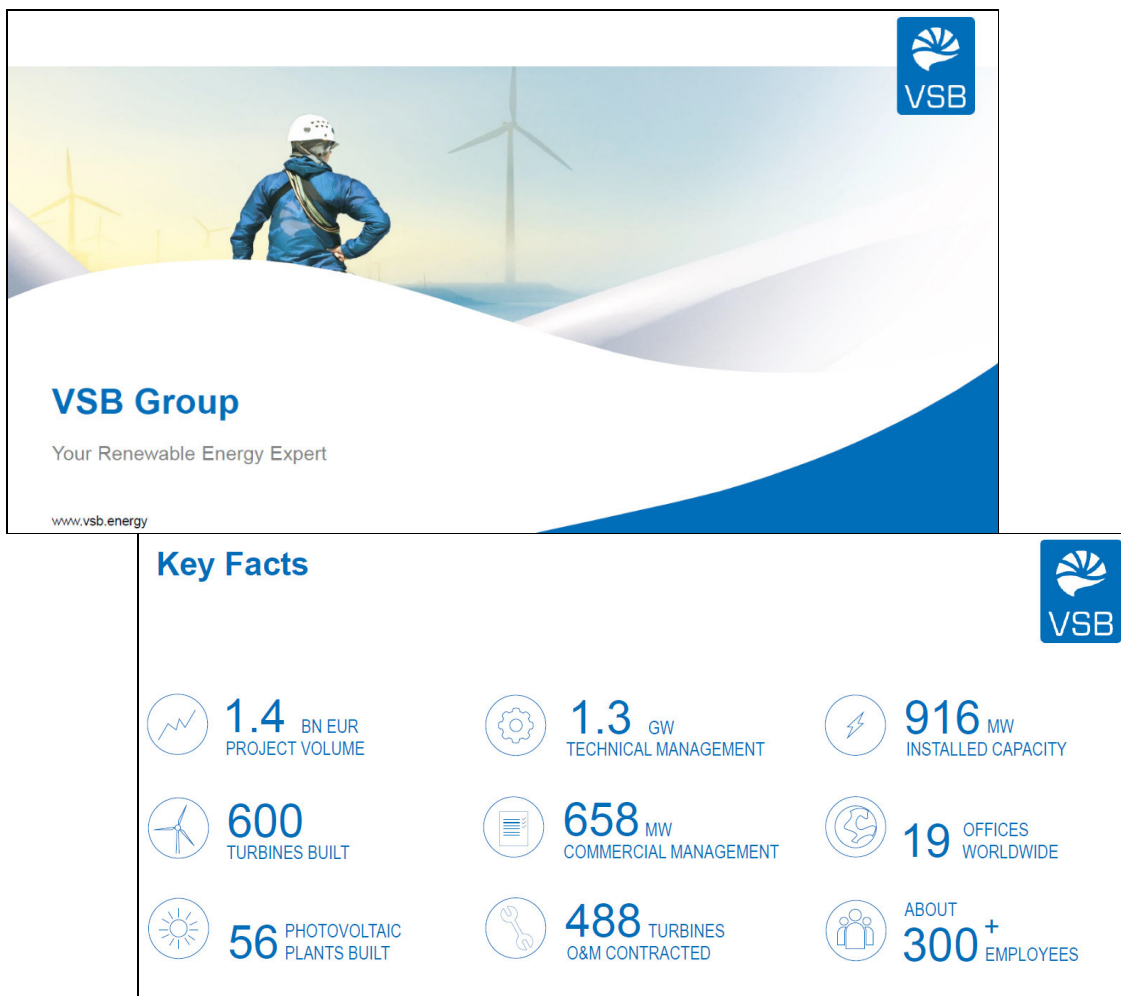 VSB
VSB Group
Your Renewable Energy Expert
www.vsb.energy
Key Facts
VSB
1.4 BN EUR
PROJECT VOLUME
1.3 GW
TECHNICAL MANAGEMENT
916 MW
INSTALLED CAPACITY
600
TURBINES BUILT
658 MW
COMMERCIAL MANAGEMENT
19 OFFICES
WORLDWIDE
56 PHOTOVOLTAIC
PLANTS BUILT
488 TURBINES
O&M CONTRACTED
ABOUT
300+ EMPLOYEES